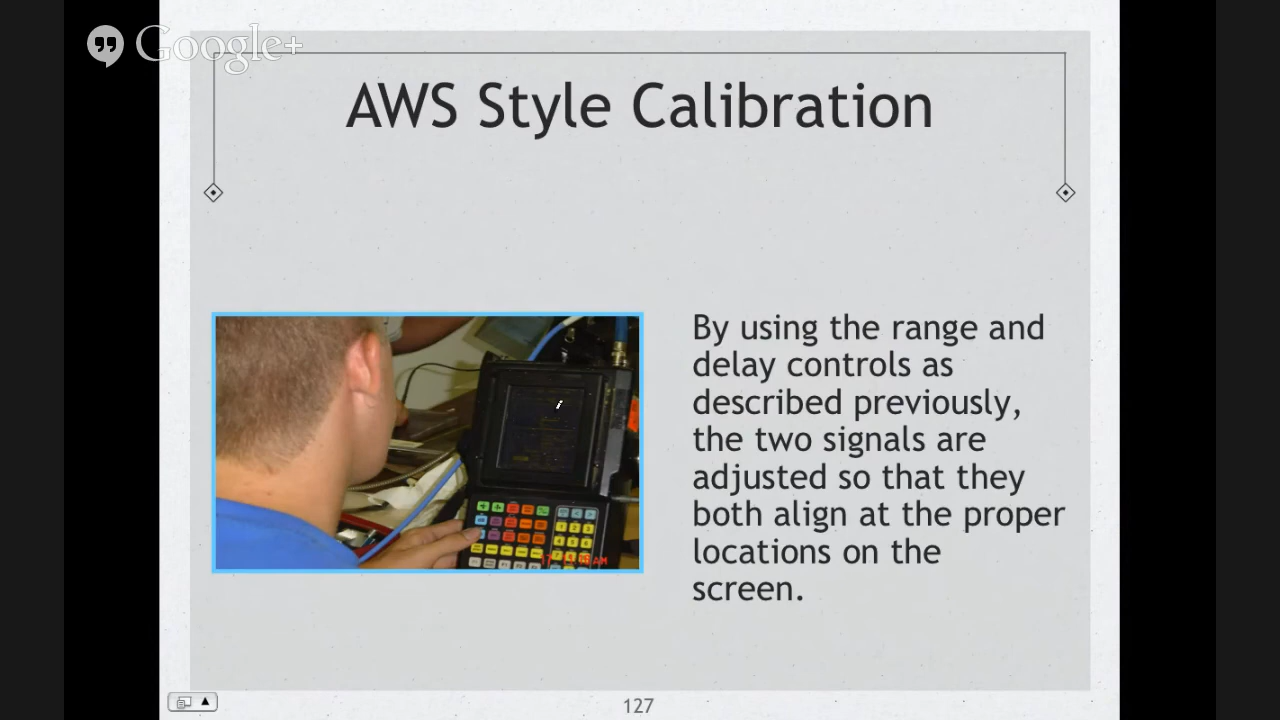 Google+
AWS Style Calibration
By using the range and
delay controls as
described previously,
the two signals are
adjusted so that they
both align at the proper
locations on the
screen.
127